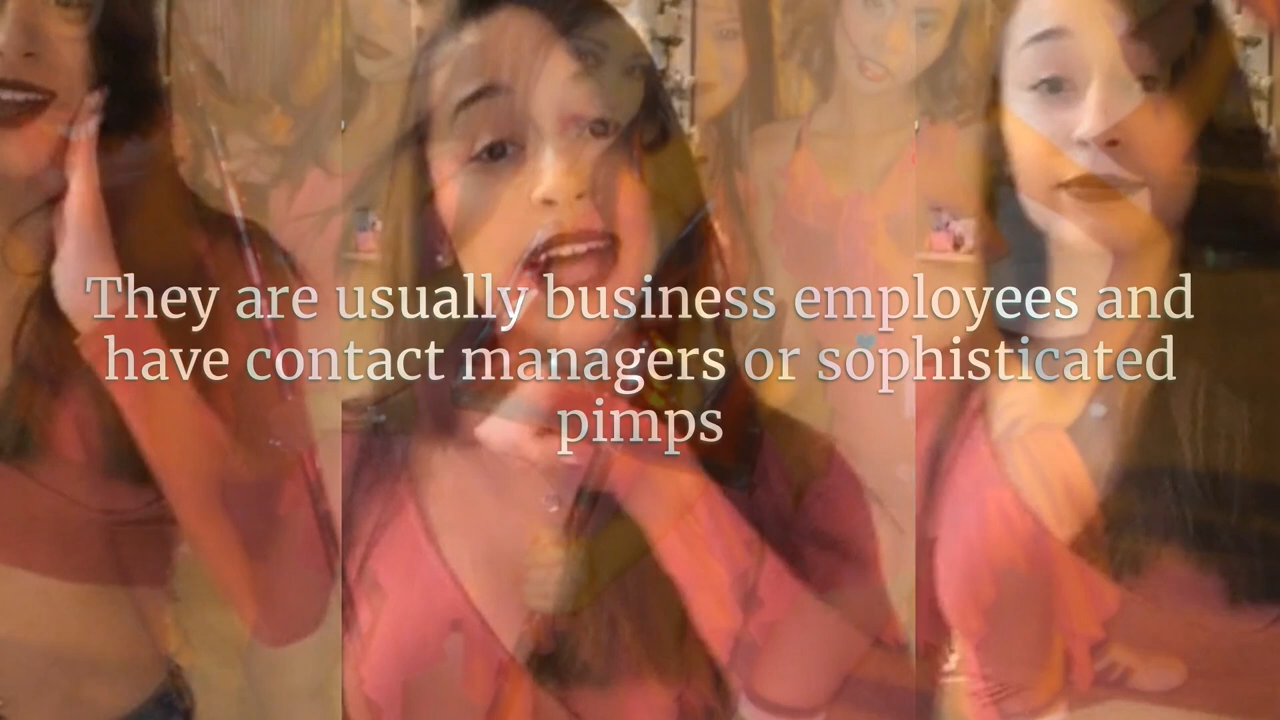 They are usually business employees and
have contact managers or sophisticated
pimps